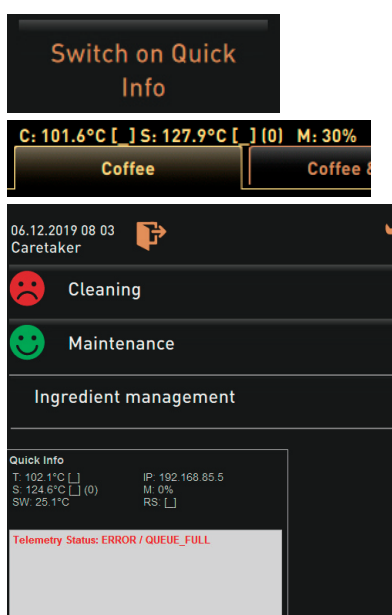 Switch on Quick
Info
C: 101.6°C [_] S: 127.9°C [_] (0) M: 30%
Coffee Coffee &
06.12.2019 08 03
Caretaker
Cleaning
Maintenance
Ingredient management
Quick Info
T: 102.1°C [_] IP: 192.168.85.5
S: 124.6°C [_] (0) M: 0%
SW: 25.1°C RS: [_]
Telemetry Status: ERROR / QUEUE_FULL